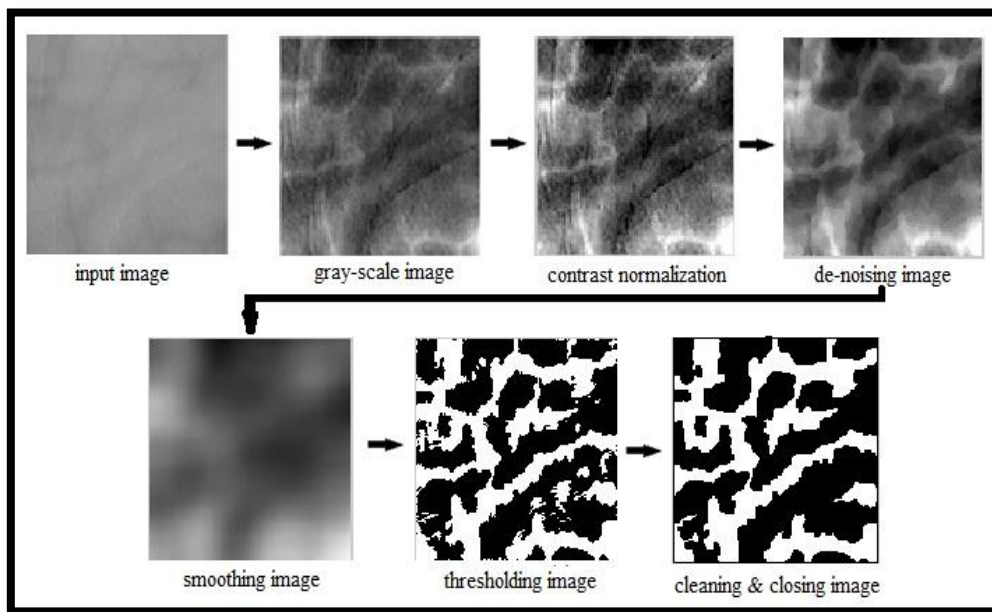 input image
gray-scale image
contrast normalization
de-noising image
smoothing image
thresholding image
cleaning & closing image